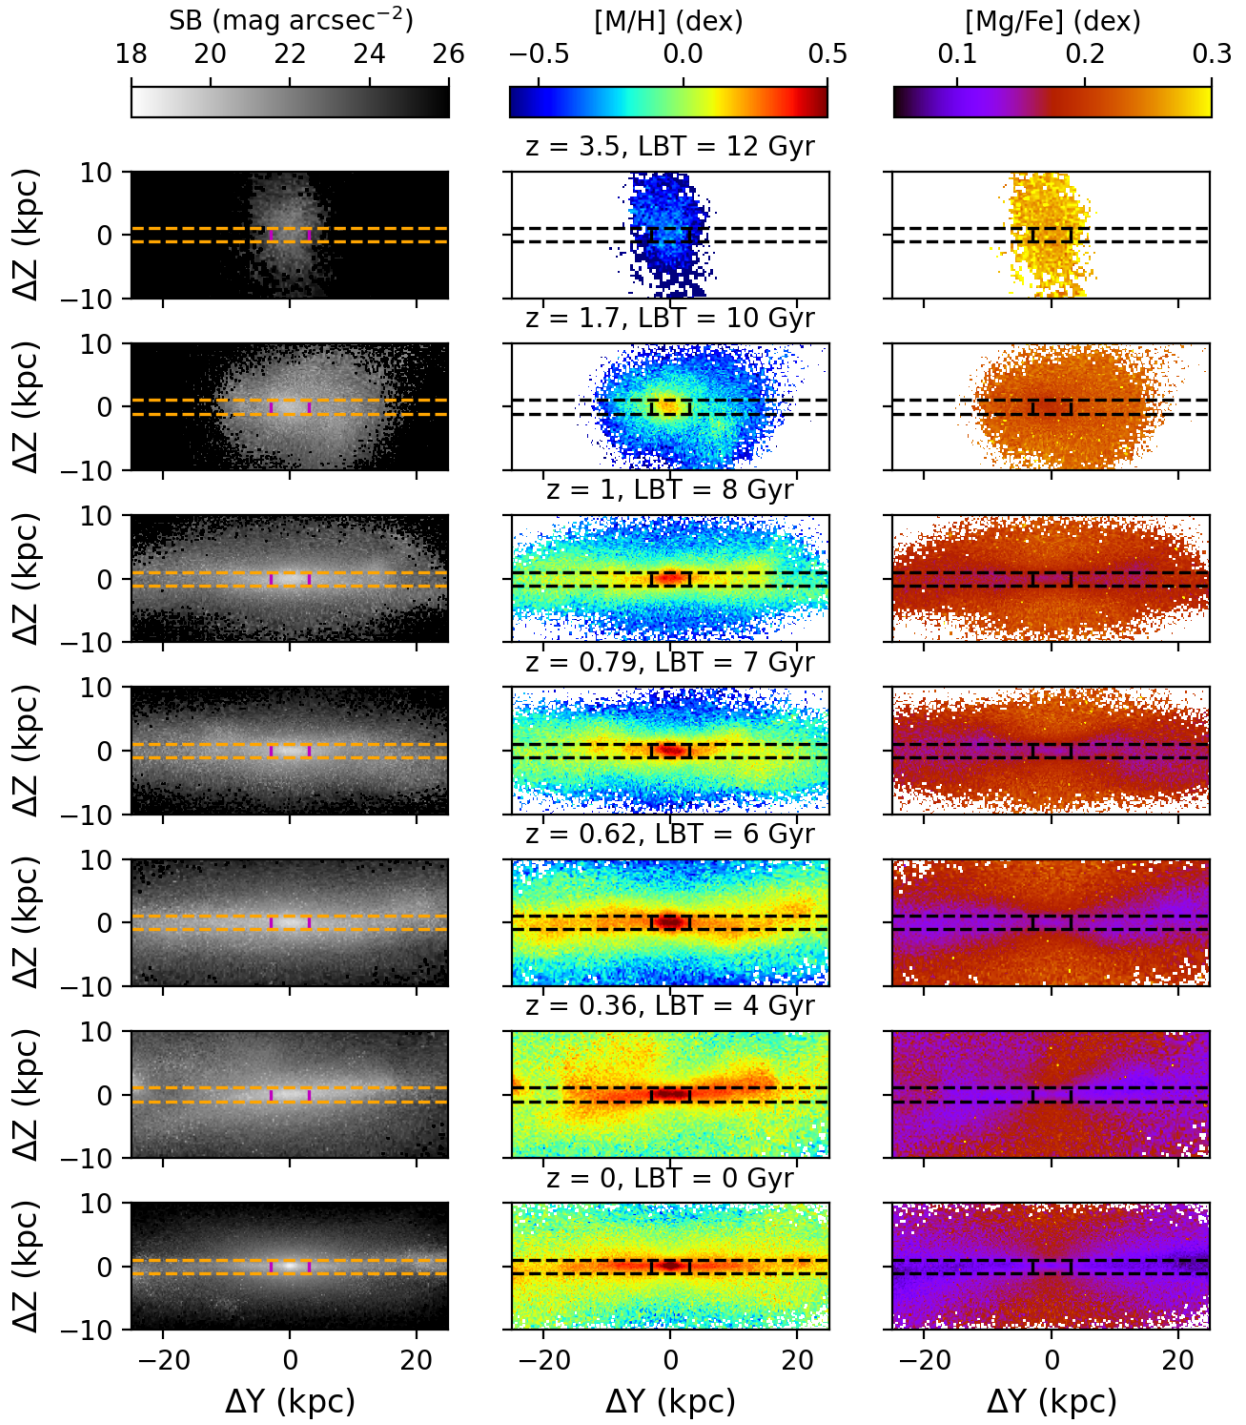 SB (mag arcsec⁻²) [M/H] (dex) [Mg/Fe] (dex)
18 20 22 24 26 −0.5 0.0 0.5 0.1 0.2 0.3
z = 3.5, LBT = 12 Gyr
10
0
−10
ΔZ (kpc)
z = 1.7, LBT = 10 Gyr
10
0
−10
ΔZ (kpc)
z = 1, LBT = 8 Gyr
10
0
−10
ΔZ (kpc)
z = 0.79, LBT = 7 Gyr
10
0
−10
ΔZ (kpc)
z = 0.62, LBT = 6 Gyr
10
0
−10
ΔZ (kpc)
z = 0.36, LBT = 4 Gyr
10
0
−10
ΔZ (kpc)
z = 0, LBT = 0 Gyr
10
0
−10
ΔZ (kpc)
−20 0 20 −20 0 20 −20 0 20
ΔY (kpc) ΔY (kpc) ΔY (kpc)